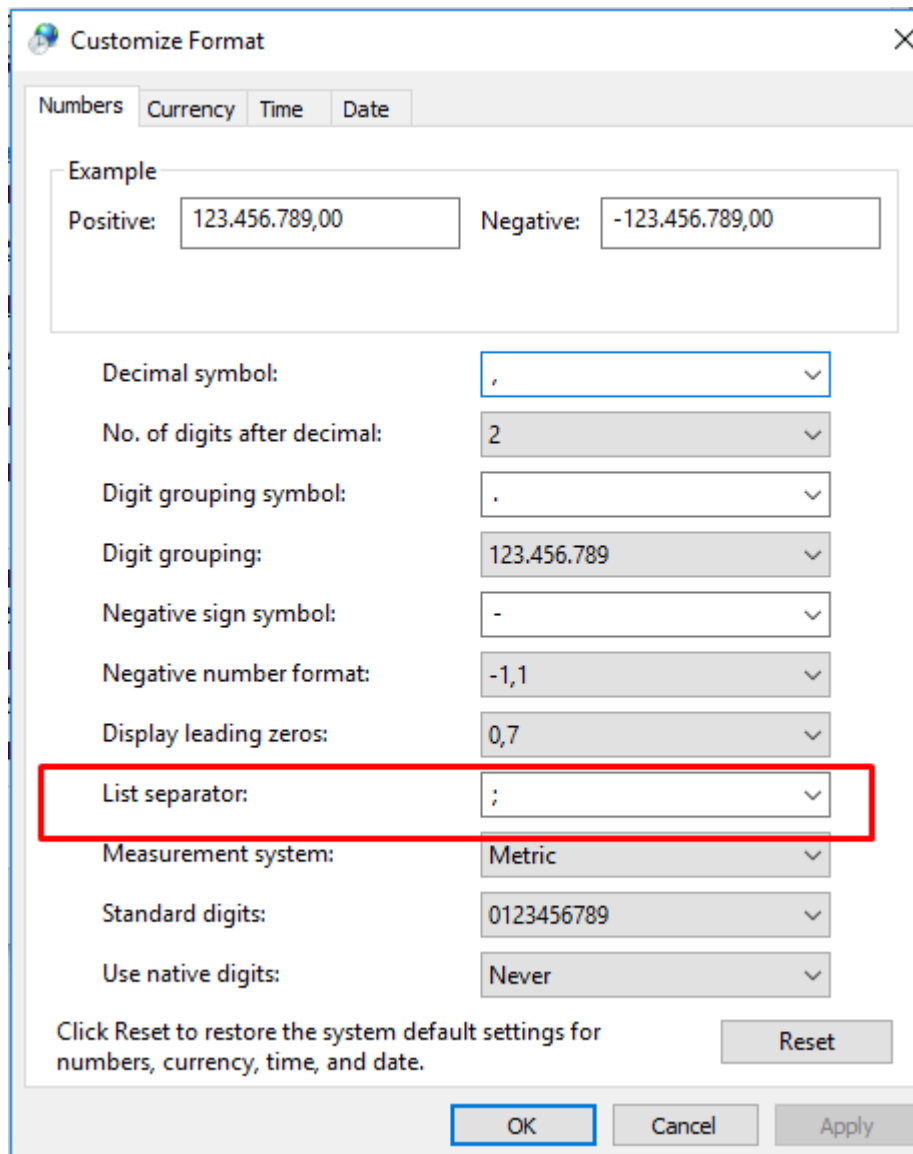 Customize Format
Numbers Currency Time Date
Example
Positive: 123.456.789,00 Negative: -123.456.789,00
Decimal symbol: ,
No. of digits after decimal: 2
Digit grouping symbol: .
Digit grouping: 123.456.789
Negative sign symbol: -
Negative number format: -1,1
Display leading zeros: 0,7
List separator: ;
Measurement system: Metric
Standard digits: 0123456789
Use native digits: Never
Click Reset to restore the system default settings for
numbers, currency, time, and date.
Reset
OK Cancel Apply